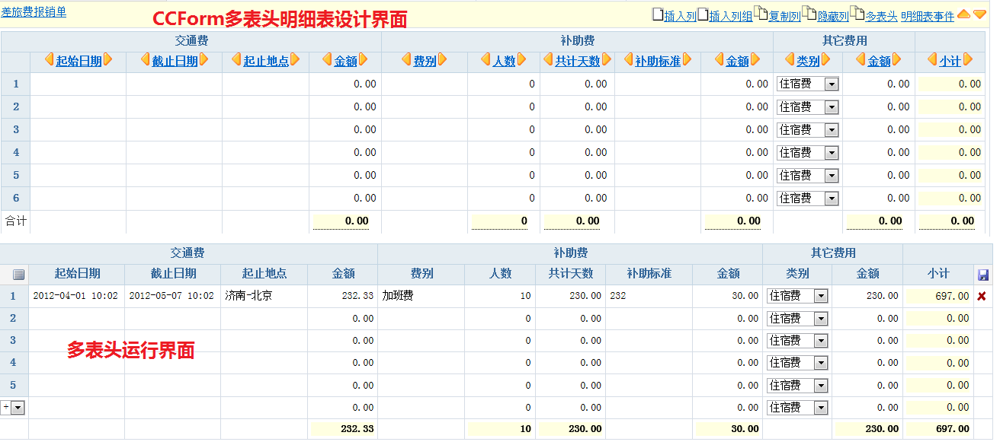 差旅费报销单 CCForm多表头明细表设计界面 插入列 插入列组 复制列 隐藏列 多表头 明细表事件
交通费 补助费 其它费用
起始日期 截止日期 起止地点 金额 费别 人数 共计天数 补助标准 金额 类别 金额 小计
1 0.00 0 0.00 0.00 住宿费 0.00 0.00
2 0.00 0 0.00 0.00 住宿费 0.00 0.00
3 0.00 0 0.00 0.00 住宿费 0.00 0.00
4 0.00 0 0.00 0.00 住宿费 0.00 0.00
5 0.00 0 0.00 0.00 住宿费 0.00 0.00
6 0.00 0 0.00 0.00 住宿费 0.00 0.00
合计 0.00 0 0.00 0.00 0.00 0.00
交通费 补助费 其它费用
起始日期 截止日期 起止地点 金额 费别 人数 共计天数 补助标准 金额 类别 金额 小计
1 2012-04-01 10:02 2012-05-07 10:02 济南-北京 232.33 加班费 10 230.00 232 30.00 住宿费 230.00 697.00
2 0.00 0 0.00 0.00 住宿费 0.00 0.00
3 0.00 0 0.00 0.00 住宿费 0.00 0.00
多表头运行界面
4 0.00 0 0.00 0.00 住宿费 0.00 0.00
5 0.00 0 0.00 0.00 住宿费 0.00 0.00
+ 0.00 0 0.00 0.00 住宿费 0.00 0.00
232.33 10 230.00 30.00 230.00 697.00